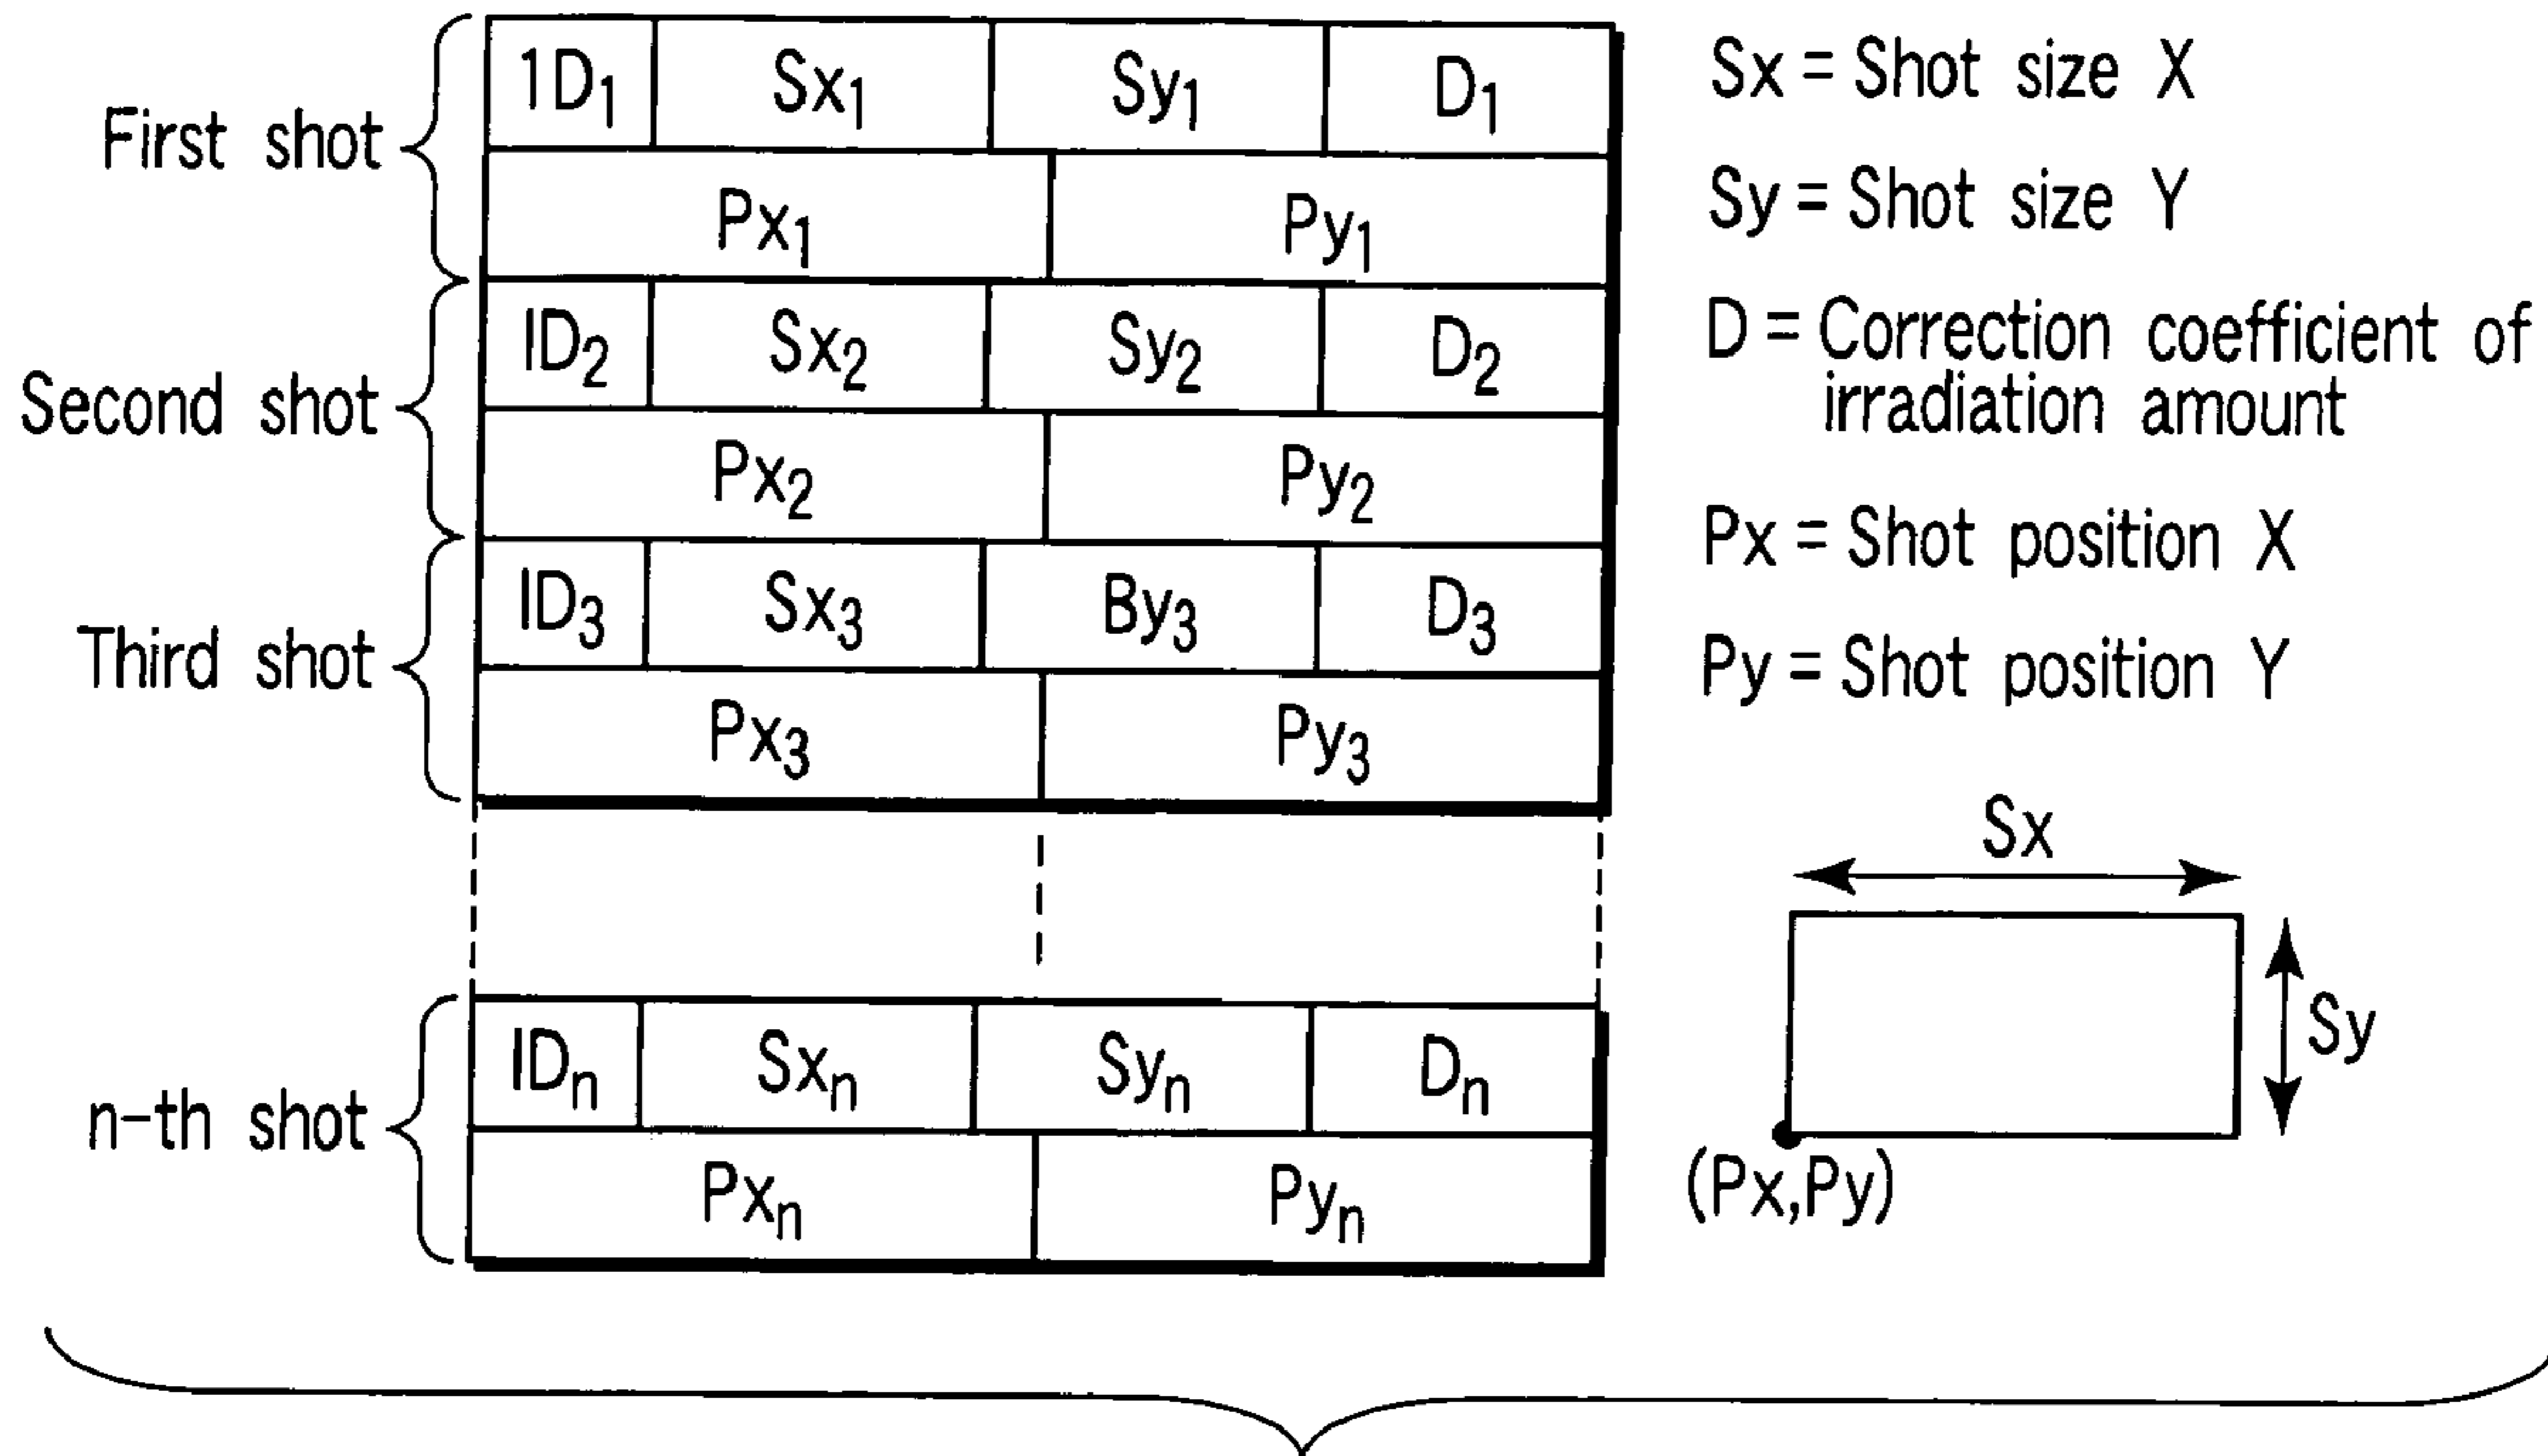 First shot
1D₁ Sx₁ Sy₁ D₁
Px₁ Py₁
Second shot
ID₂ Sx₂ Sy₂ D₂
Px₂ Py₂
Third shot
ID₃ Sx₃ By₃ D₃
Px₃ Py₃
n-th shot
IDₙ Sxₙ Syₙ Dₙ
Pxₙ Pyₙ
Sx = Shot size X
Sy = Shot size Y
D = Correction coefficient of
irradiation amount
Px = Shot position X
Py = Shot position Y
Sx
Sy
(Px,Py)